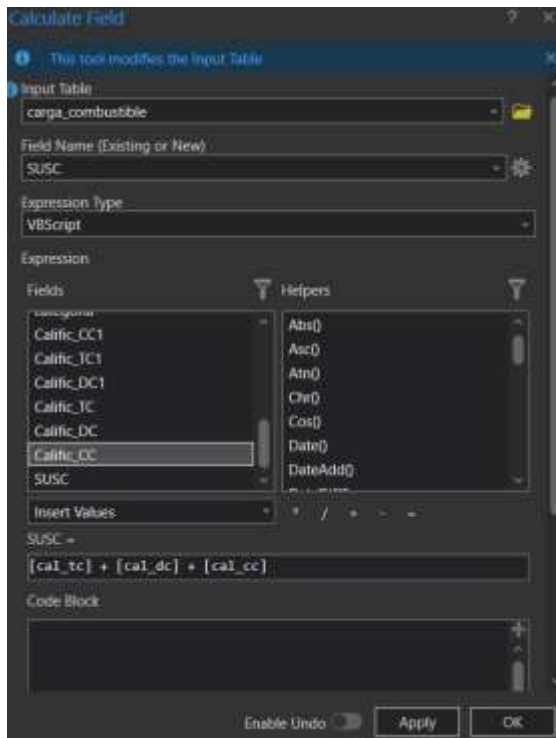 Calculate Field ? ×
This tool modifies the Input Table ×
Input Table
carga_combustible
Field Name (Existing or New)
SUSC
Expression Type
VBScript
Expression
Fields Helpers
Calific_CC1
Calific_TC1
Calific_DC1
Calific_TC
Calific_DC
Calific_CC
SUSC
Abs()
Asc()
Atn()
Chr()
Cos()
Date()
DateAdd()
Insert Values * / + - =
SUSC =
[cal_tc] + [cal_dc] + [cal_cc]
Code Block
Enable Undo Apply OK